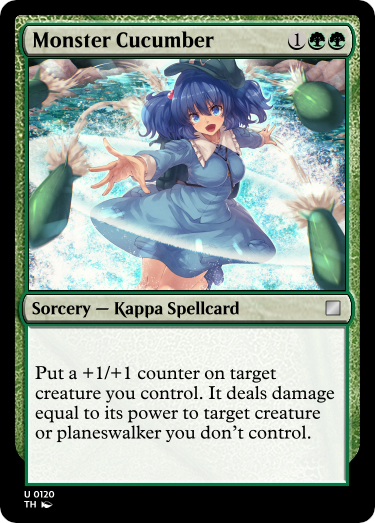 Monster Cucumber 1
Sorcery — Kappa Spellcard
Put a +1/+1 counter on target
creature you control. It deals damage
equal to its power to target creature
or planeswalker you don't control.
U 0120
TH